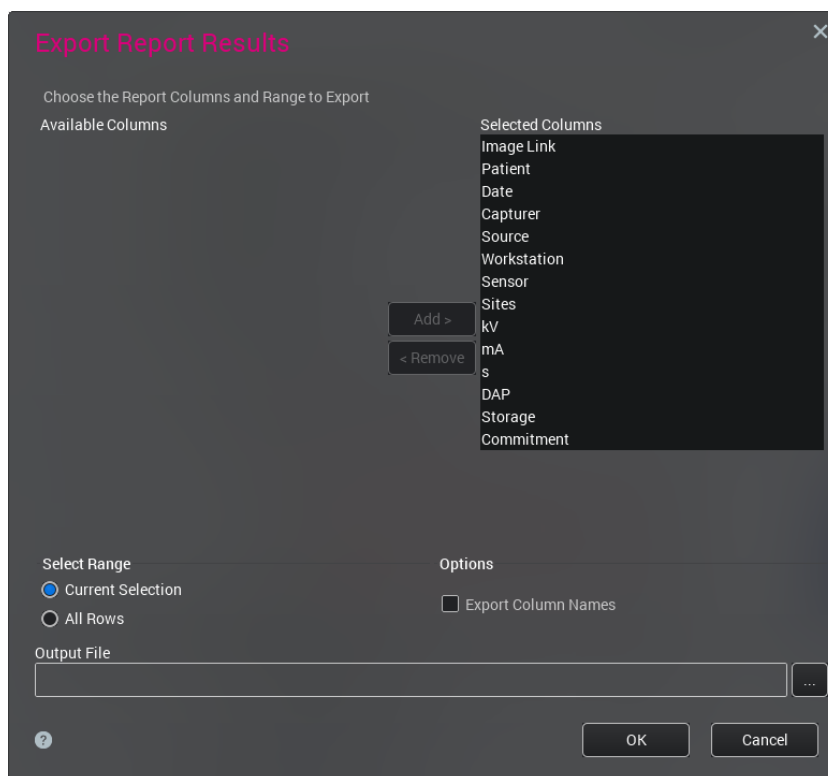 Export Report Results
Choose the Report Columns and Range to Export
Available Columns
Selected Columns
Image Link
Patient
Date
Capturer
Source
Workstation
Sensor
Sites
kV
mA
s
DAP
Storage
Commitment
Add >
< Remove
Select Range
Current Selection
All Rows
Options
Export Column Names
Output File
...
?
OK
Cancel